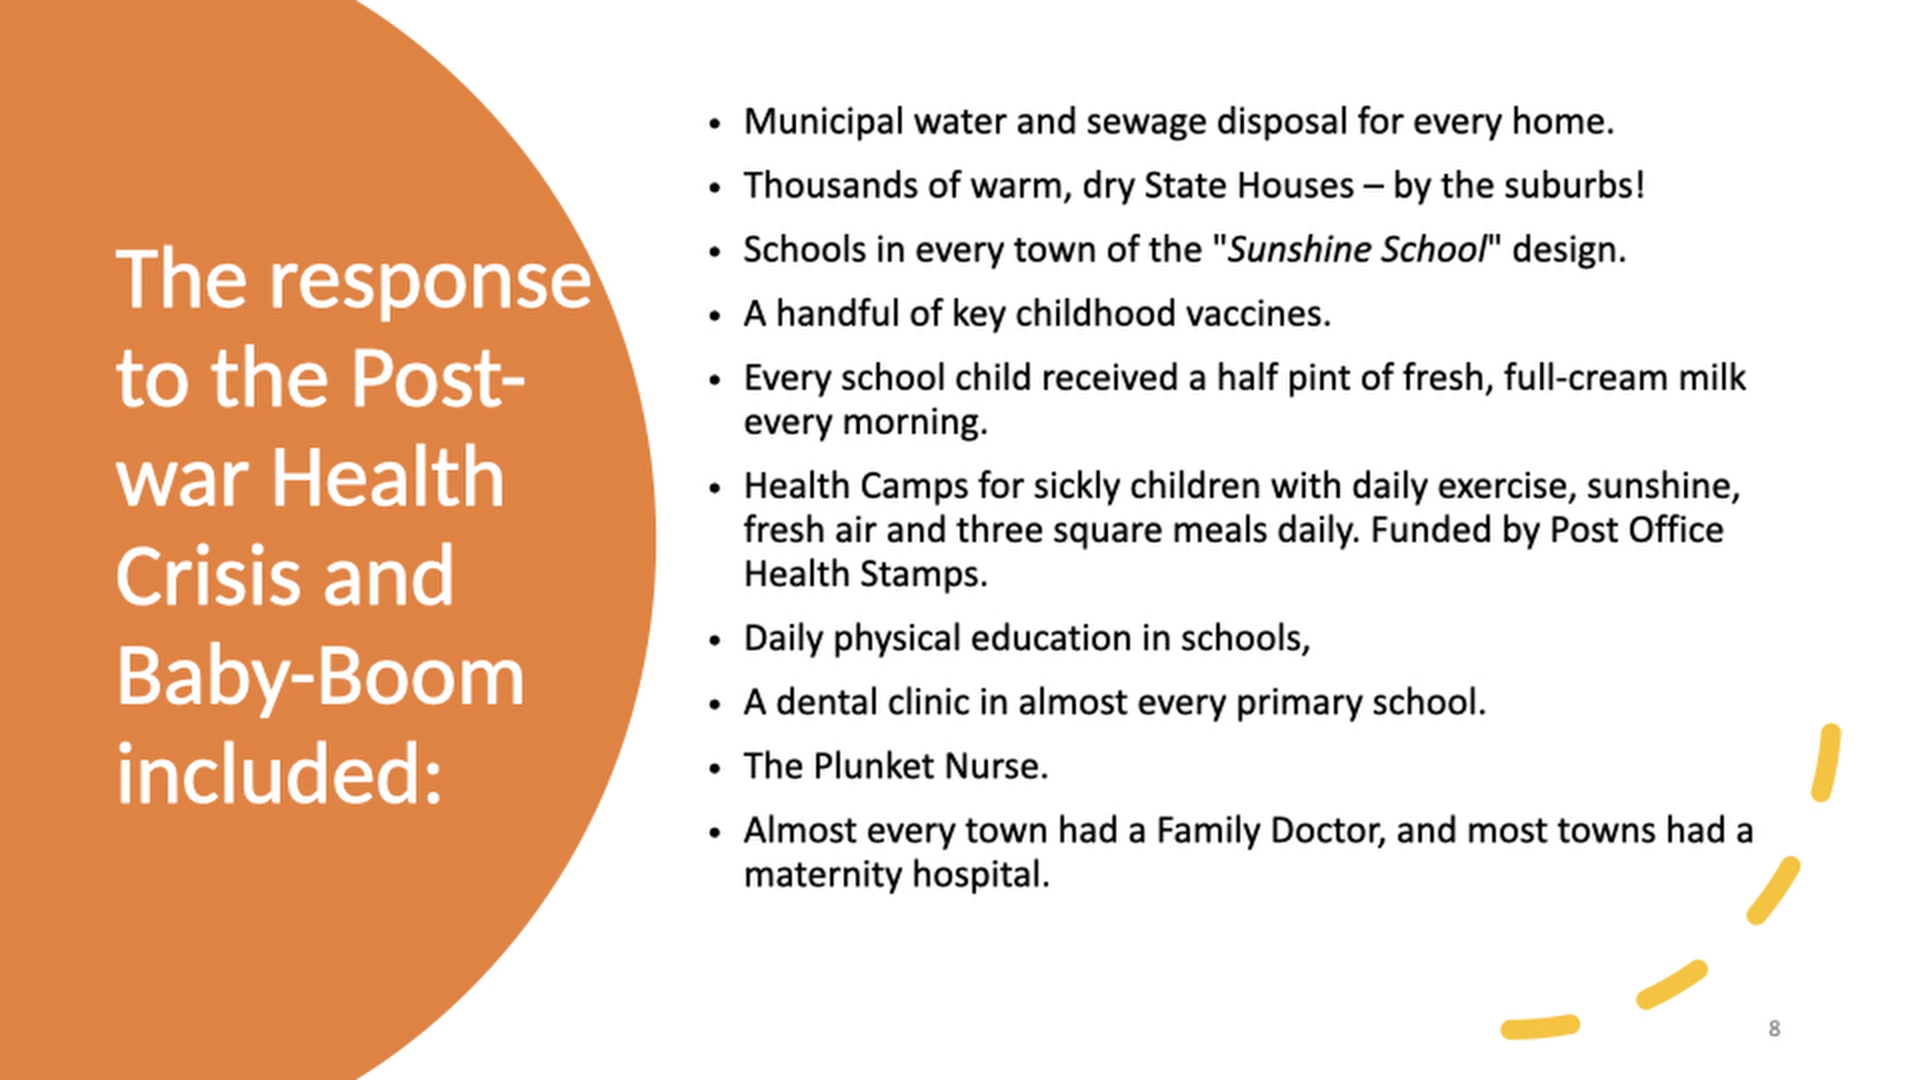 The response
to the Post-
war Health
Crisis and
Baby-Boom
included:
• Municipal water and sewage disposal for every home.
• Thousands of warm, dry State Houses – by the suburbs!
• Schools in every town of the "Sunshine School" design.
• A handful of key childhood vaccines.
• Every school child received a half pint of fresh, full-cream milk
every morning.
• Health Camps for sickly children with daily exercise, sunshine,
fresh air and three square meals daily. Funded by Post Office
Health Stamps.
• Daily physical education in schools,
• A dental clinic in almost every primary school.
• The Plunket Nurse.
• Almost every town had a Family Doctor, and most towns had a
maternity hospital.
8